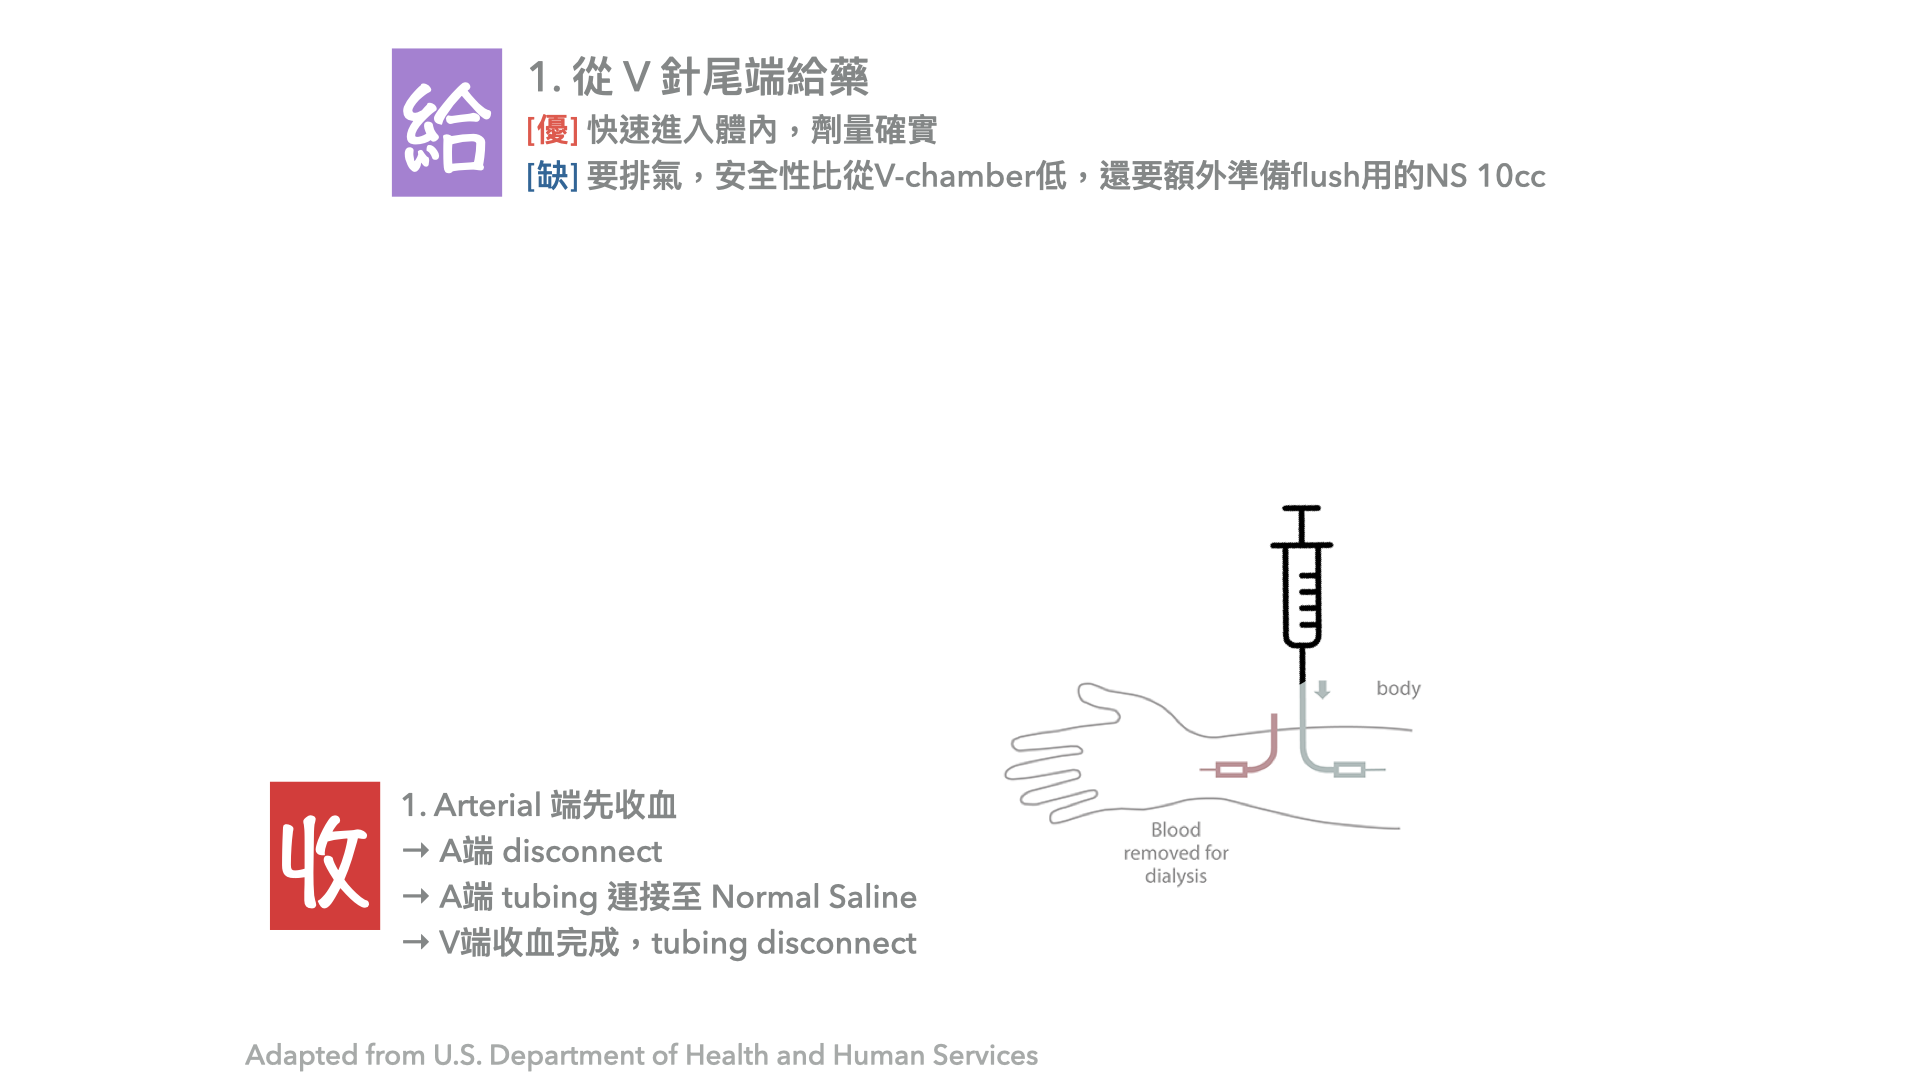 給
1. 從 V 針尾端給藥
[優] 快速進入體內，劑量確實
[缺] 要排氣，安全性比從V-chamber低，還要額外準備flush用的NS 10cc
body
收
1. Arterial 端先收血
→ A端 disconnect
→ A端 tubing 連接至 Normal Saline
→ V端收血完成，tubing disconnect
Blood
removed for
dialysis
Adapted from U.S. Department of Health and Human Services